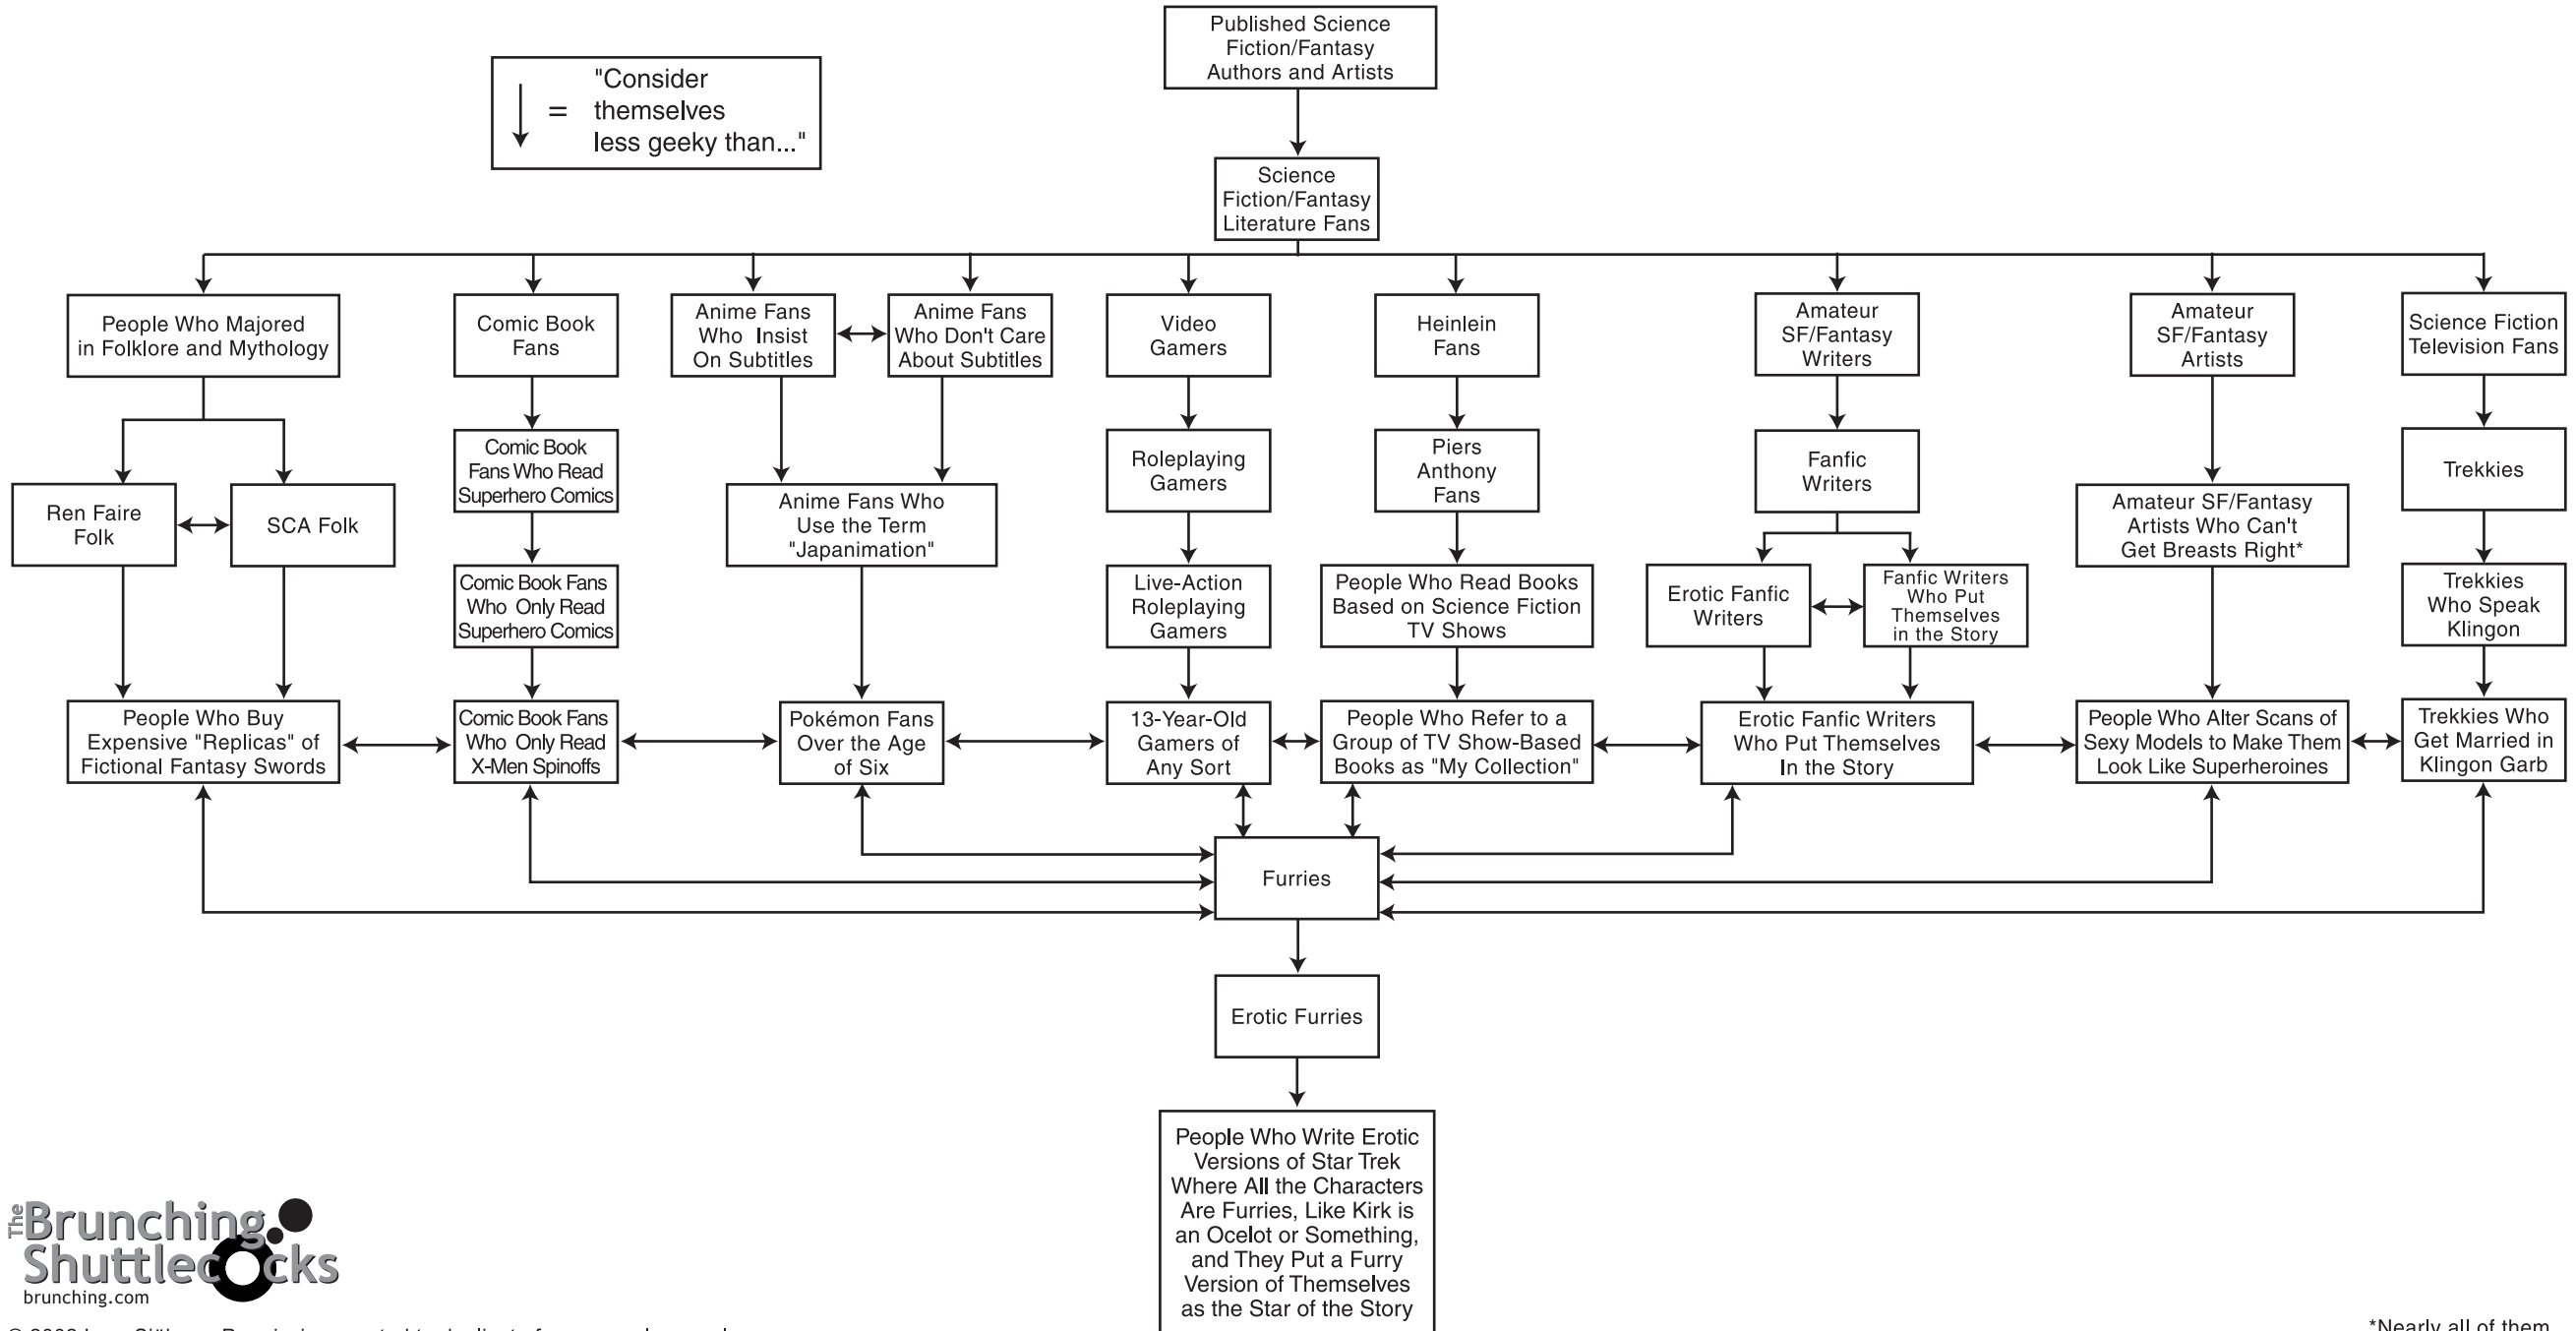 Published Science
Fiction/Fantasy
Authors and Artists
"Consider
=
themselves
less geeky than..."
Science
Fiction/Fantasy
Literature Fans
People Who Majored
in Folklore and Mythology
Comic Book
Fans
Anime Fans
Who Insist
On Subtitles
Anime Fans
Who Don't Care
About Subtitles
Video
Gamers
Heinlein
Fans
Amateur
SF/Fantasy
Writers
Amateur
SF/Fantasy
Artists
Science Fiction
Television Fans
Comic Book
Fans Who Read
Superhero Comics
Roleplaying
Gamers
Piers
Anthony
Fans
Fanfic
Writers
Trekkies
Ren Faire
Folk
SCA Folk
Anime Fans Who
Use the Term
"Japanimation"
Amateur SF/Fantasy
Artists Who Can't
Get Breasts Right*
Comic Book Fans
Who Only Read
Superhero Comics
Live-Action
Roleplaying
Gamers
People Who Read Books
Based on Science Fiction
TV Shows
Erotic Fanfic
Writers
Fanfic Writers
Who Put
Themselves
in the Story
Trekkies
Who Speak
Klingon
People Who Buy
Expensive "Replicas" of
Fictional Fantasy Swords
Comic Book Fans
Who Only Read
X-Men Spinoffs
Pokémon Fans
Over the Age
of Six
13-Year-Old
Gamers of
Any Sort
People Who Refer to a
Group of TV Show-Based
Books as "My Collection"
Erotic Fanfic Writers
Who Put Themselves
In the Story
People Who Alter Scans of
Sexy Models to Make Them
Look Like Superheroines
Trekkies Who
Get Married in
Klingon Garb
Furries
Erotic Furries
People Who Write Erotic
Versions of Star Trek
Where All the Characters
Are Furries, Like Kirk is
an Ocelot or Something,
and They Put a Furry
Version of Themselves
as the Star of the Story
The Brunching
Shuttlecocks
brunching.com
*Nearly all of them